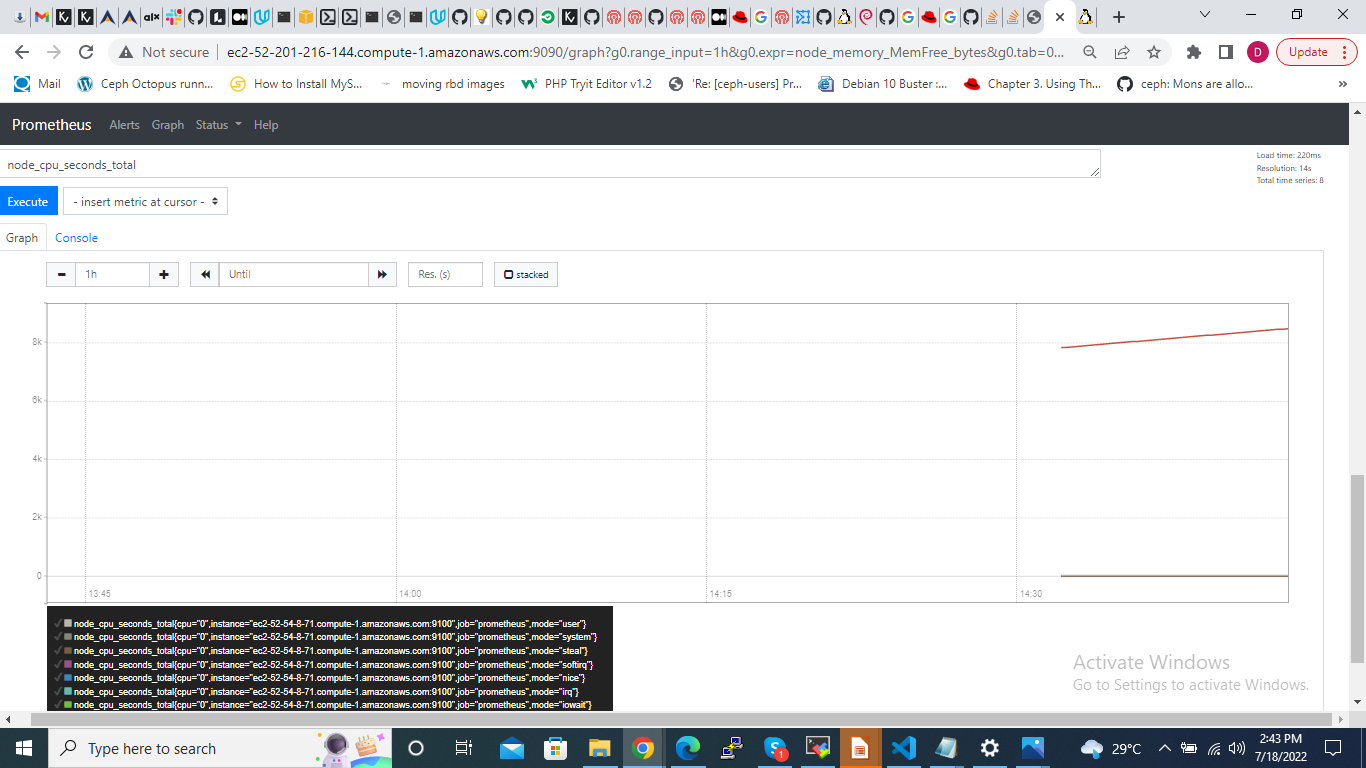 Not secure
ec2-52-201-216-144.compute-1.amazonaws.com:9090/graph?g0.range_input=1h&g0.expr=node_memory_MemFree_bytes&g0.tab=0...
D
Update
Mail
Ceph Octopus runn...
How to Install MyS...
moving rbd images
PHP Tryit Editor v1.2
'Re: [ceph-users] Pr...
Debian 10 Buster :...
Chapter 3. Using Th...
ceph: Mons are allo...
»
Prometheus
Alerts
Graph
Status
Help
node_cpu_seconds_total
Load time: 220ms
Resolution: 14s
Total time series: 8
Execute
- insert metric at cursor -
Graph
Console
1h
Until
Res. (s)
stacked
8k
6k
4k
2k
0
13:45
14:00
14:15
14:30
node_cpu_seconds_total{cpu="0",instance="ec2-52-54-8-71.compute-1.amazonaws.com:9100",job="prometheus",mode="user"}
node_cpu_seconds_total{cpu="0",instance="ec2-52-54-8-71.compute-1.amazonaws.com:9100",job="prometheus",mode="system"}
node_cpu_seconds_total{cpu="0",instance="ec2-52-54-8-71.compute-1.amazonaws.com:9100",job="prometheus",mode="steal"}
node_cpu_seconds_total{cpu="0",instance="ec2-52-54-8-71.compute-1.amazonaws.com:9100",job="prometheus",mode="softirq"}
node_cpu_seconds_total{cpu="0",instance="ec2-52-54-8-71.compute-1.amazonaws.com:9100",job="prometheus",mode="nice"}
node_cpu_seconds_total{cpu="0",instance="ec2-52-54-8-71.compute-1.amazonaws.com:9100",job="prometheus",mode="irq"}
node_cpu_seconds_total{cpu="0",instance="ec2-52-54-8-71.compute-1.amazonaws.com:9100",job="prometheus",mode="iowait"}
Activate Windows
Go to Settings to activate Windows.
Type here to search
1
29°C
2:43 PM
7/18/2022